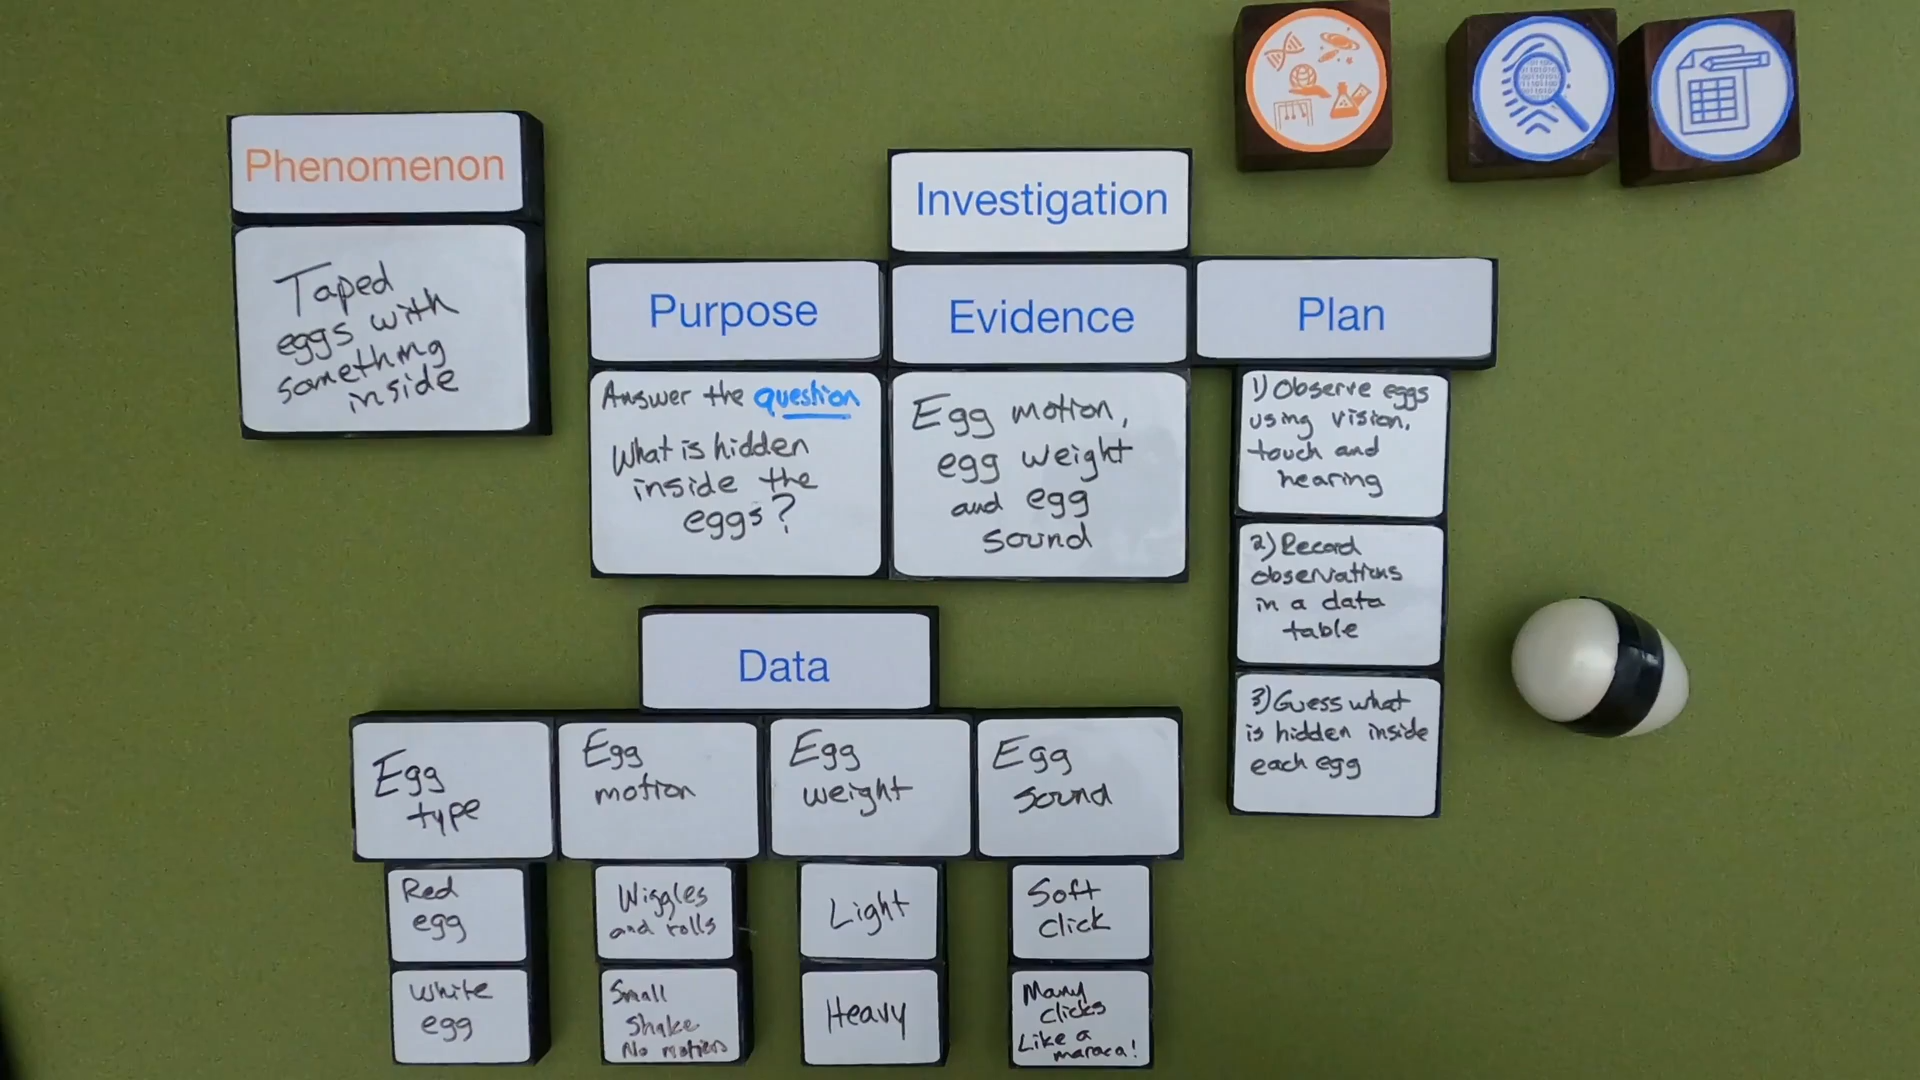 Phenomenon
Taped
eggs with
something
inside
Investigation
Purpose
Evidence
Plan
Answer the question
What is hidden
inside the
eggs?
Egg motion,
egg weight
and egg
sound
1) Observe eggs
using vision,
touch and
hearing
2) Record
observations
in a data
table
3) Guess what
is hidden inside
each egg
Data
Egg
type
Egg
motion
Egg
weight
Egg
sound
Red
egg
Wiggles
and rolls
Light
Soft
click
White
egg
Small
shake
No motion
Heavy
Many
clicks
Like a
maraca!